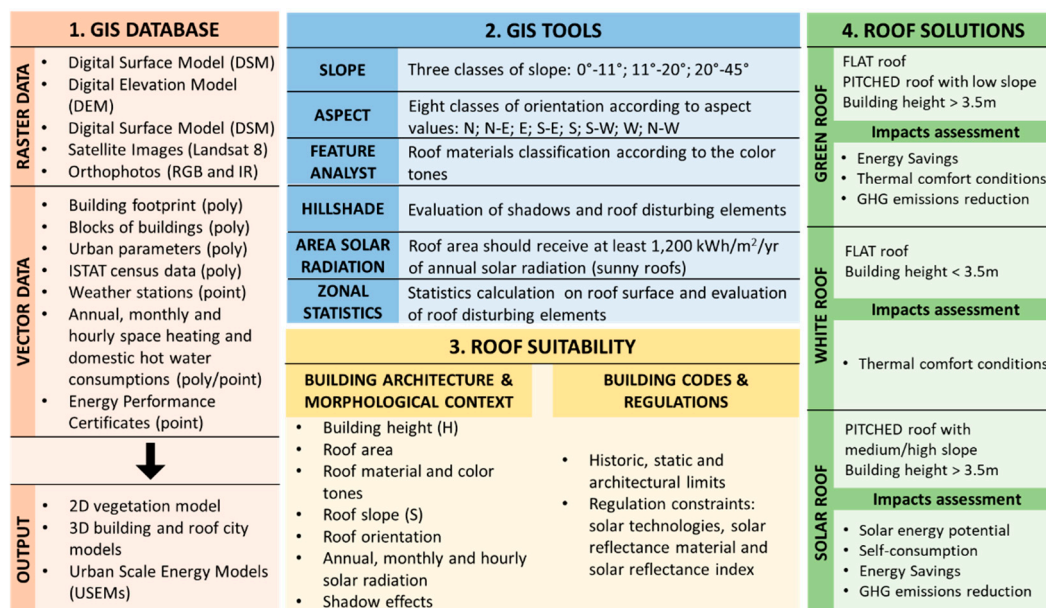 1. GIS DATABASE
RASTER DATA
• Digital Surface Model (DSM)
• Digital Elevation Model
(DEM)
• Digital Surface Model (DSM)
• Satellite Images (Landsat 8)
• Orthophotos (RGB and IR)
VECTOR DATA
• Building footprint (poly)
• Blocks of buildings (poly)
• Urban parameters (poly)
• ISTAT census data (poly)
• Weather stations (point)
• Annual, monthly and
hourly space heating and
domestic hot water
consumptions (poly/point)
• Energy Performance
Certificates (point)
OUTPUT
• 2D vegetation model
• 3D building and roof city
models
• Urban Scale Energy Models
(USEMs)
2. GIS TOOLS
SLOPE
Three classes of slope: 0°-11°; 11°-20°; 20°-45°
ASPECT
Eight classes of orientation according to aspect
values: N; N-E; E; S-E; S; S-W; W; N-W
FEATURE
ANALYST
Roof materials classification according to the color
tones
HILLSHADE
Evaluation of shadows and roof disturbing elements
AREA SOLAR
RADIATION
Roof area should receive at least 1,200 kWh/m²/yr
of annual solar radiation (sunny roofs)
ZONAL
STATISTICS
Statistics calculation on roof surface and evaluation
of roof disturbing elements
3. ROOF SUITABILITY
BUILDING ARCHITECTURE &
MORPHOLOGICAL CONTEXT
• Building height (H)
• Roof area
• Roof material and color
tones
• Roof slope (S)
• Roof orientation
• Annual, monthly and hourly
solar radiation
• Shadow effects
BUILDING CODES &
REGULATIONS
• Historic, static and
architectural limits
• Regulation constraints:
solar technologies, solar
reflectance material and
solar reflectance index
4. ROOF SOLUTIONS
GREEN ROOF
FLAT roof
PITCHED roof with low slope
Building height > 3.5m
Impacts assessment
• Energy Savings
• Thermal comfort conditions
• GHG emissions reduction
WHITE ROOF
FLAT roof
Building height < 3.5m
Impacts assessment
• Thermal comfort conditions
SOLAR ROOF
PITCHED roof with
medium/high slope
Building height > 3.5m
Impacts assessment
• Solar energy potential
• Self-consumption
• Energy Savings
• GHG emissions reduction